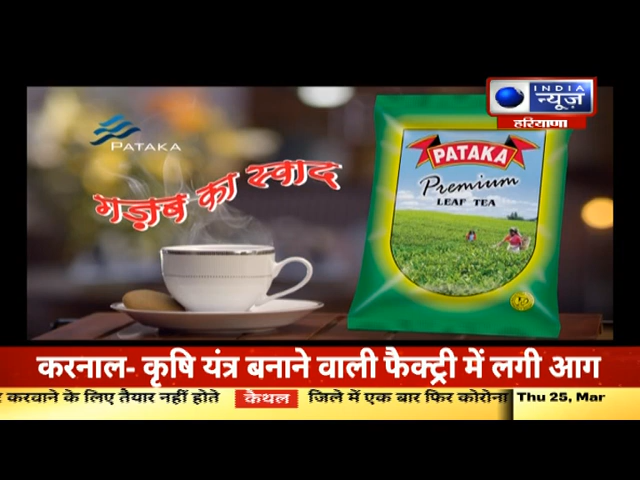 INDIA
न्यूज़
हरियाणा
PATAKA
गज़ब का स्वाद
PATAKA
Premium
LEAF TEA
करनाल- कृषि यंत्र बनाने वाली फैक्ट्री में लगी आग
करवाने के लिए तैयार नहीं होते कैथल जिले में एक बार फिर कोरोना Thu 25, Mar